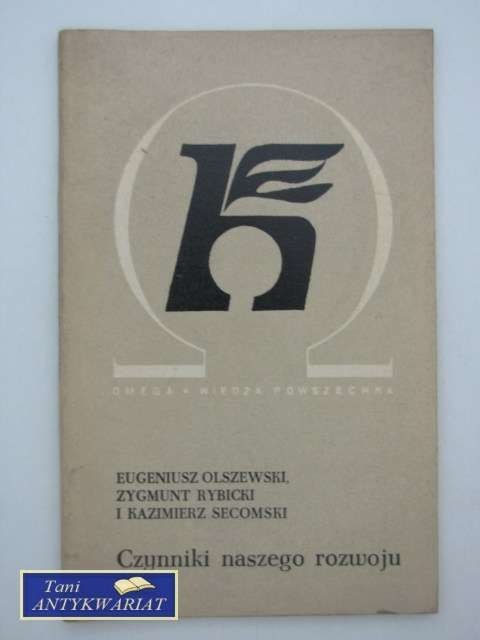 OMEGA • WIEDZA POWSZECHNA
EUGENIUSZ OLSZEWSKI,
ZYGMUNT RYBICKI
I KAZIMIERZ SECOMSKI
Czynniki naszego rozwoju
Tani
ANTYKWARIAT